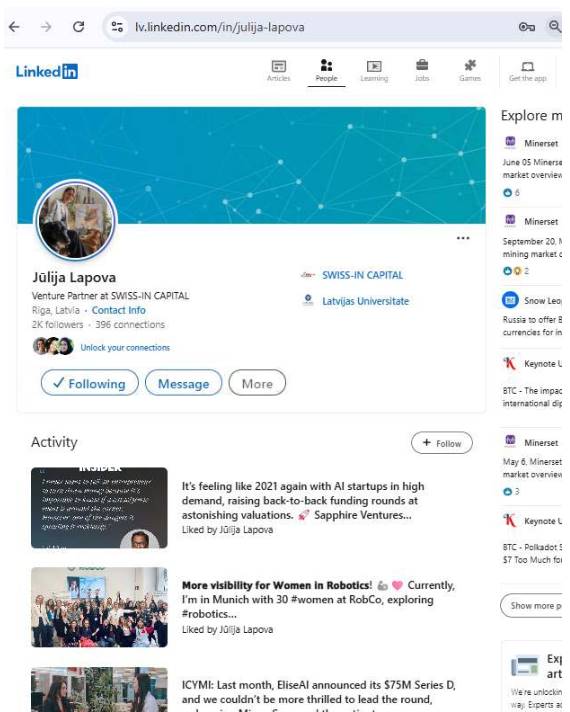 lv.linkedin.com/in/julija-lapova
Linked in
Articles
People
Learning
Jobs
Games
Get the app
Jūlija Lapova
Venture Partner at SWISS-IN CAPITAL
Riga, Latvia · Contact Info
2K followers · 396 connections
Unlock your connections
SWISS-IN CAPITAL
Latvijas Universitate
✓ Following
Message
More
Activity
+ Follow
INSIDER
It's feeling like 2021 again with AI startups in high
demand, raising back-to-back funding rounds at
astonishing valuations. 🚀 Sapphire Ventures...
Liked by Jūlija Lapova
ROBCO
More visibility for Women in Robotics! 🦾 🩷 Currently,
I'm in Munich with 30 #women at RobCo, exploring
#robotics...
Liked by Jūlija Lapova
ICYMI: Last month, EliseAI announced its $75M Series D,
and we couldn't be more thrilled to lead the round,
Explore m
Minerset
June 05 Minerse
market overview
6
Minerset
September 20, M
mining market o
2
Snow Leo
Russia to offer B
currencies for in
Keynote U
BTC - The impac
international dip
Minerset
May 6, Minerset
market overview
3
Keynote U
BTC - Polkadot S
$7 Too Much fo
Show more p
Exp
art
We're unlockin
way. Experts ad